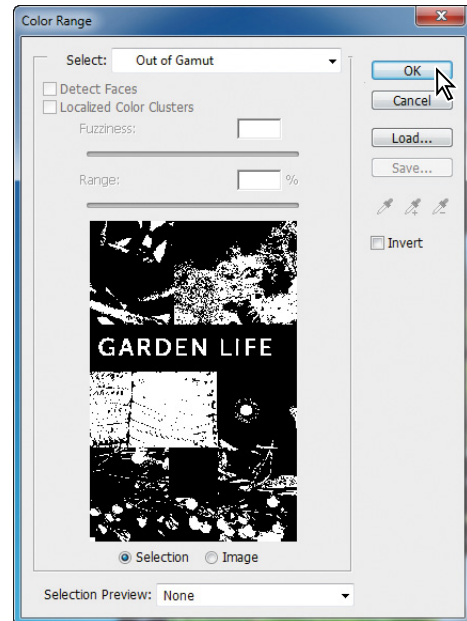 Color Range
x
Select: Out of Gamut
Detect Faces
Localized Color Clusters
Fuzziness:
Range: %
GARDEN LIFE
Selection Image
Selection Preview: None
OK
Cancel
Load...
Save...
Invert